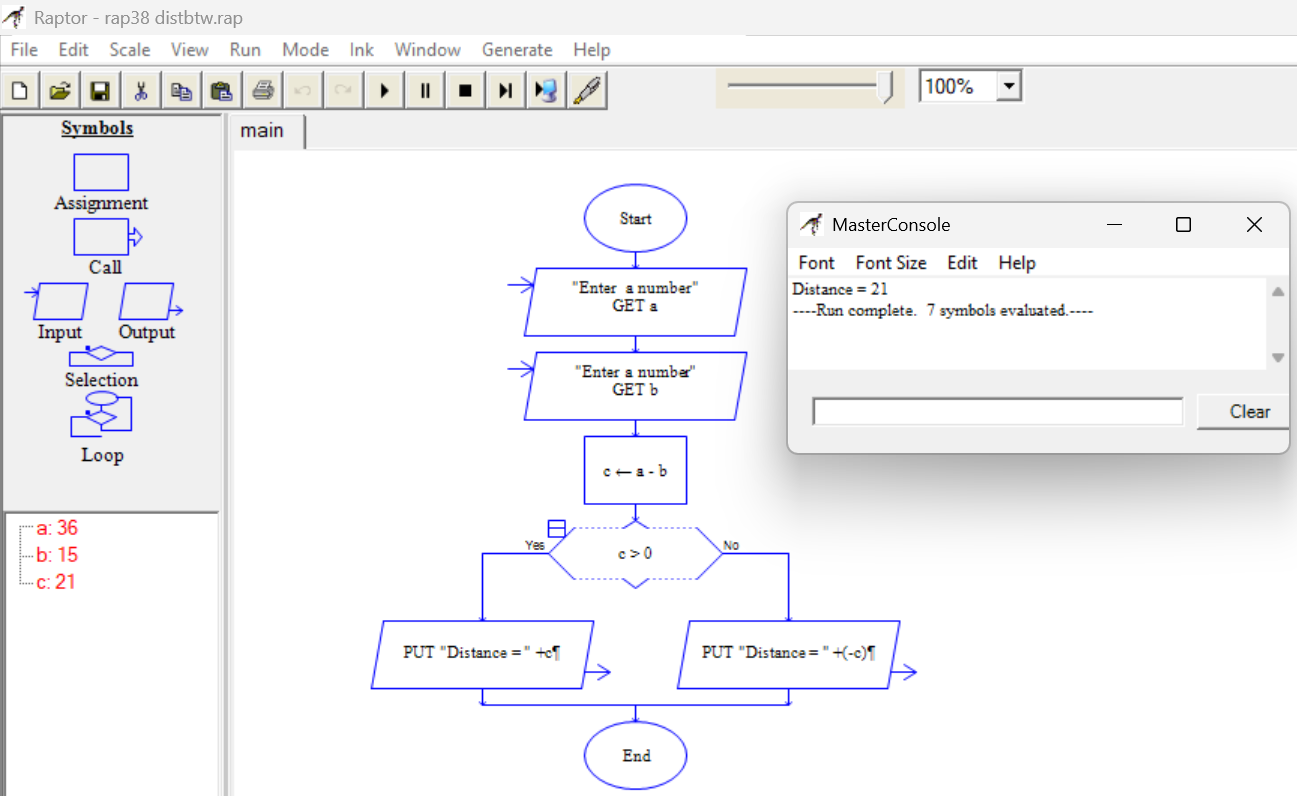 Raptor - rap38 distbtw.rap
File Edit Scale View Run Mode Ink Window Generate Help
100%
Symbols
Assignment
Call
Input Output
Selection
Loop
a: 36
b: 15
c: 21
main
Start
"Enter  a number"
GET a
"Enter a number"
GET b
c ← a - b
Yes
c > 0
No
PUT "Distance = " +c¶
PUT "Distance = " +(-c)¶
End
MasterConsole
Font Font Size Edit Help
Distance = 21
----Run complete.  7 symbols evaluated.----
Clear